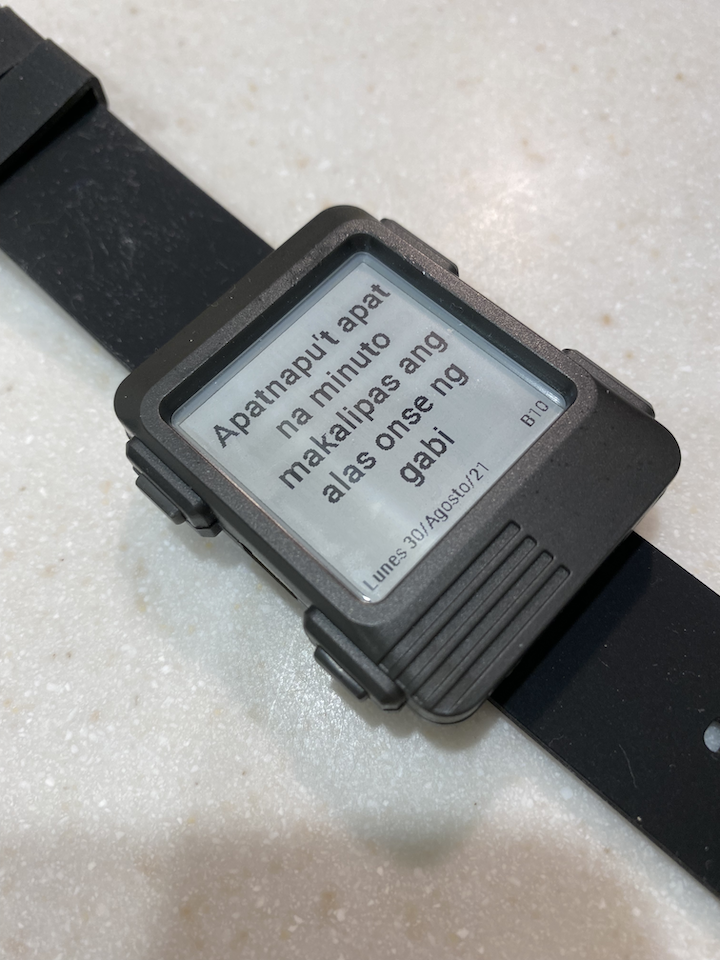 Apatnapu't apat
na minuto
makalipas ang
alas onse ng
gabi
Lunes 30/Agosto/21
B10